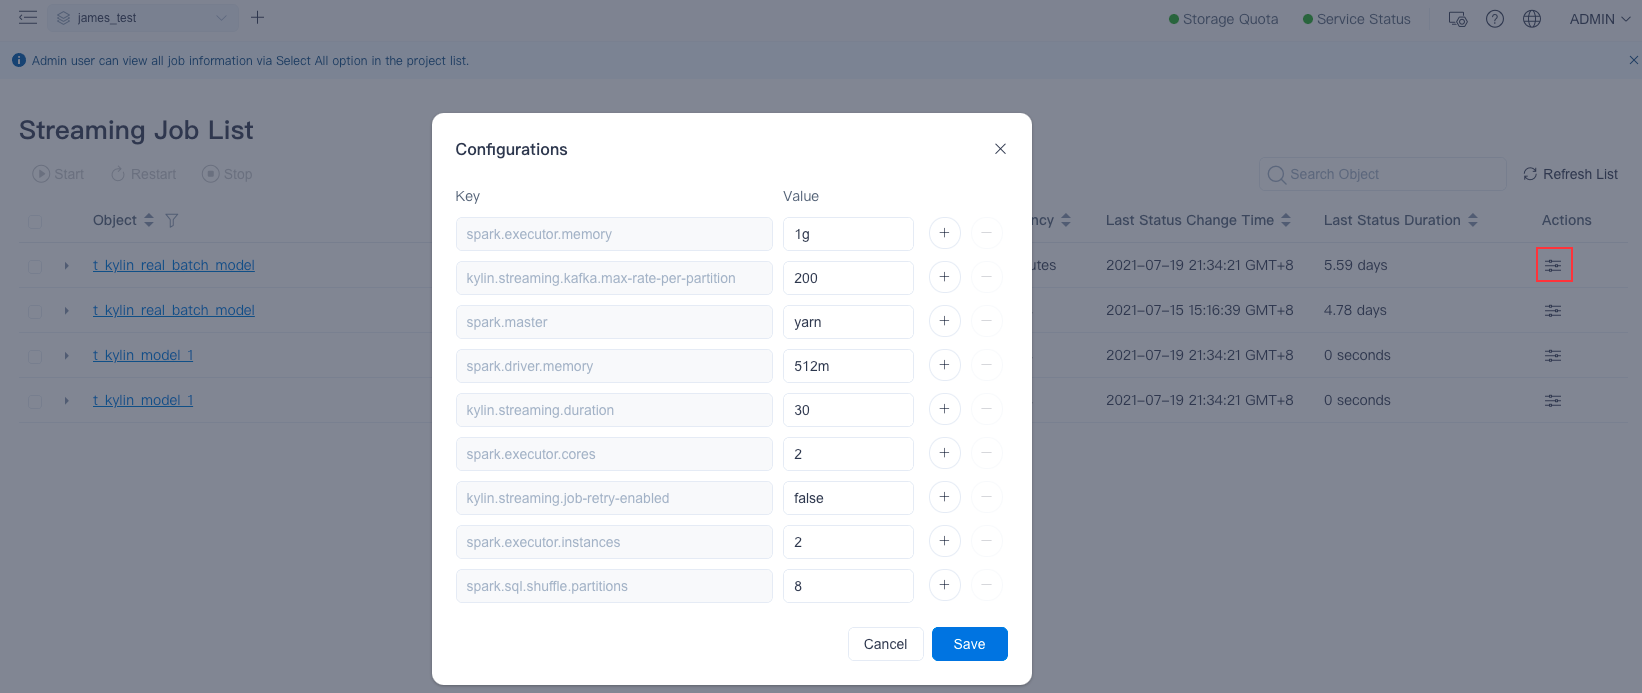 james_test
Storage Quota
Service Status
ADMIN
Admin user can view all job information via Select All option in the project list.
Streaming Job List
Start
Restart
Stop
Search Object
Refresh List
Object
ncy
Last Status Change Time
Last Status Duration
Actions
t_kylin_real_batch_model
utes
2021-07-19 21:34:21 GMT+8
5.59 days
t_kylin_real_batch_model
2021-07-15 15:16:39 GMT+8
4.78 days
t_kylin_model_1
2021-07-19 21:34:21 GMT+8
0 seconds
t_kylin_model_1
2021-07-19 21:34:21 GMT+8
0 seconds
Configurations
Key
Value
spark.executor.memory
1g
kylin.streaming.kafka.max-rate-per-partition
200
spark.master
yarn
spark.driver.memory
512m
kylin.streaming.duration
30
spark.executor.cores
2
kylin.streaming.job-retry-enabled
false
spark.executor.instances
2
spark.sql.shuffle.partitions
8
Cancel
Save